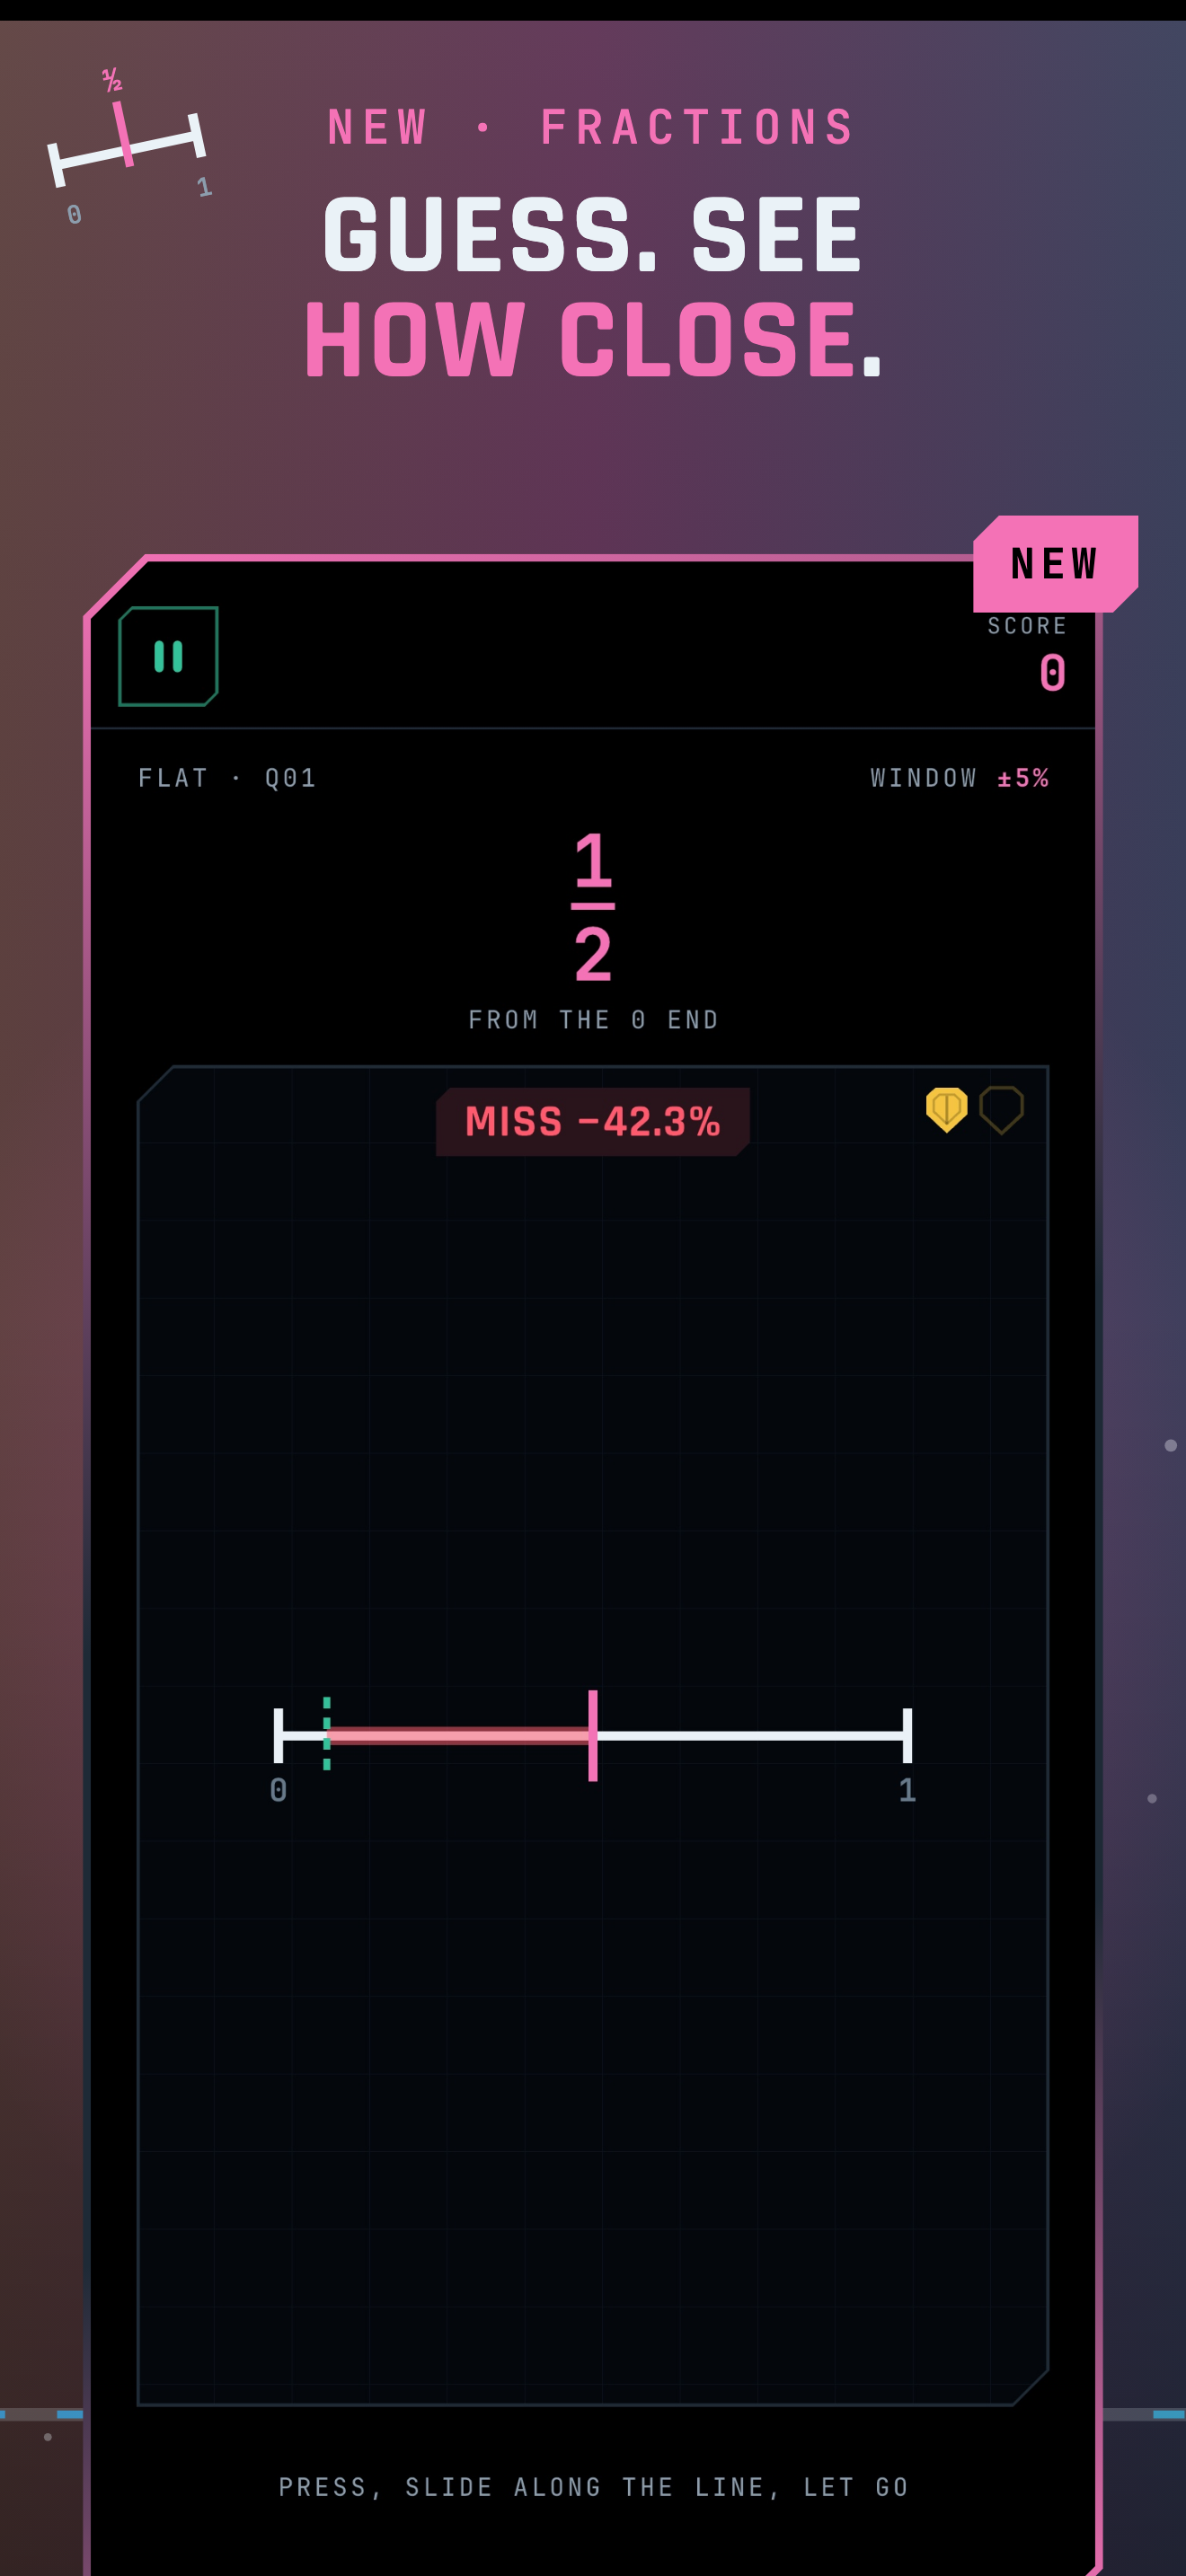 ½
0 1
NEW · FRACTIONS
GUESS. SEE
HOW CLOSE.
NEW
SCORE
0
FLAT · Q01
WINDOW ±5%
1
2
FROM THE 0 END
MISS −42.3%
0 1
PRESS, SLIDE ALONG THE LINE, LET GO